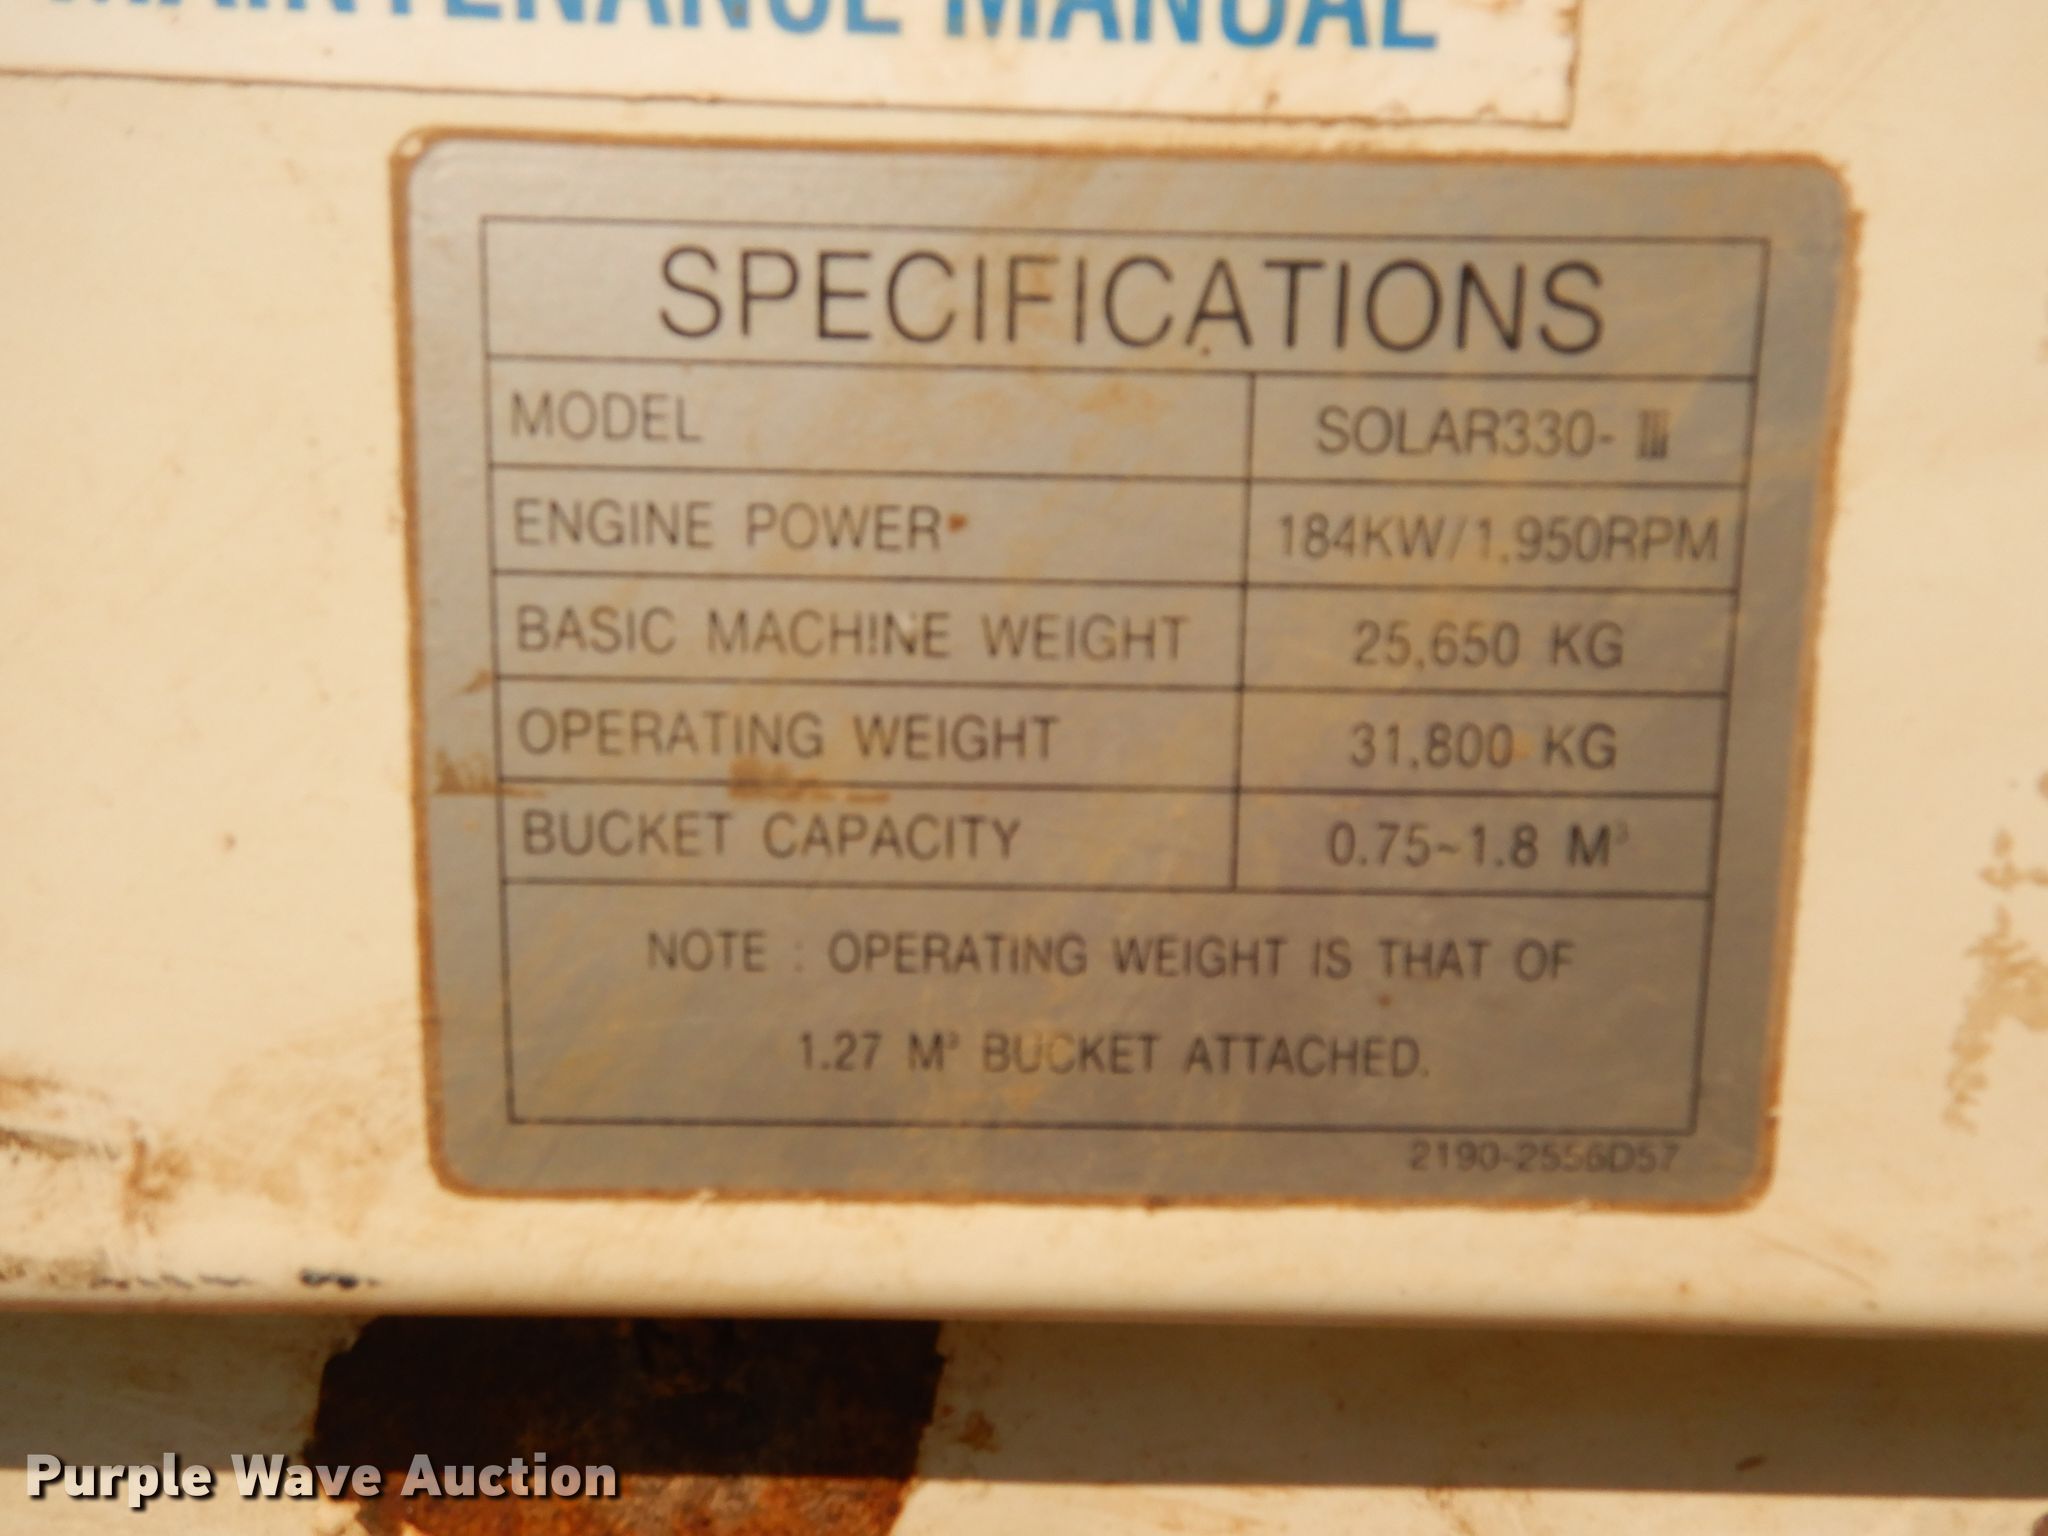 MAINTENANCE MANUAL
SPECIFICATIONS
MODEL SOLAR330-Ⅲ
ENGINE POWER 184KW/1,950RPM
BASIC MACHINE WEIGHT 25,650 KG
OPERATING WEIGHT 31,800 KG
BUCKET CAPACITY 0.75~1.8 M³
NOTE : OPERATING WEIGHT IS THAT OF
1.27 M³ BUCKET ATTACHED.
2190-2556D57
Purple Wave Auction